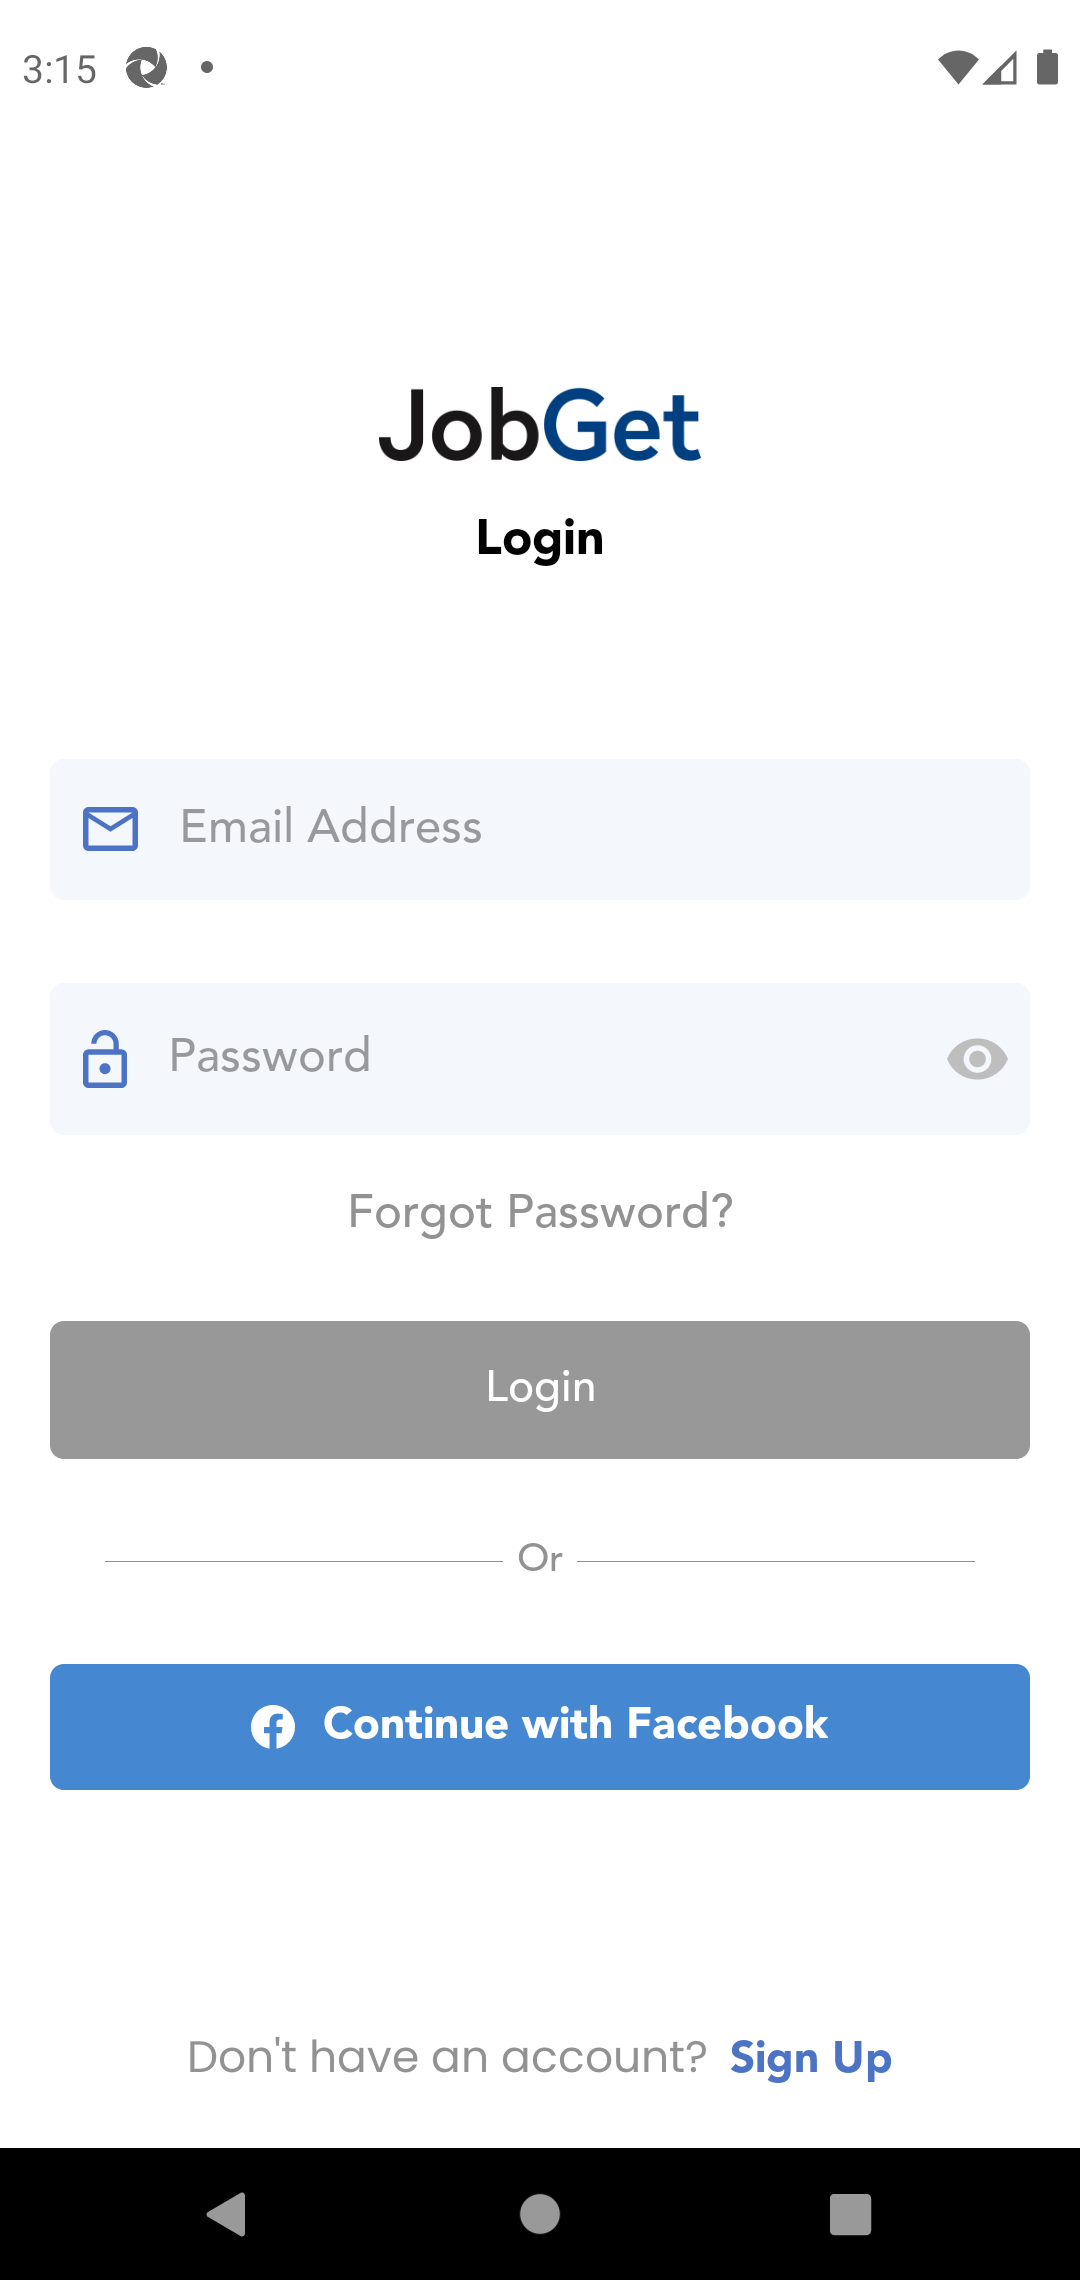 3:15
JobGet
Login
Email Address
Password
Forgot Password?
Login
Or
Continue with Facebook
Don't have an account? Sign Up